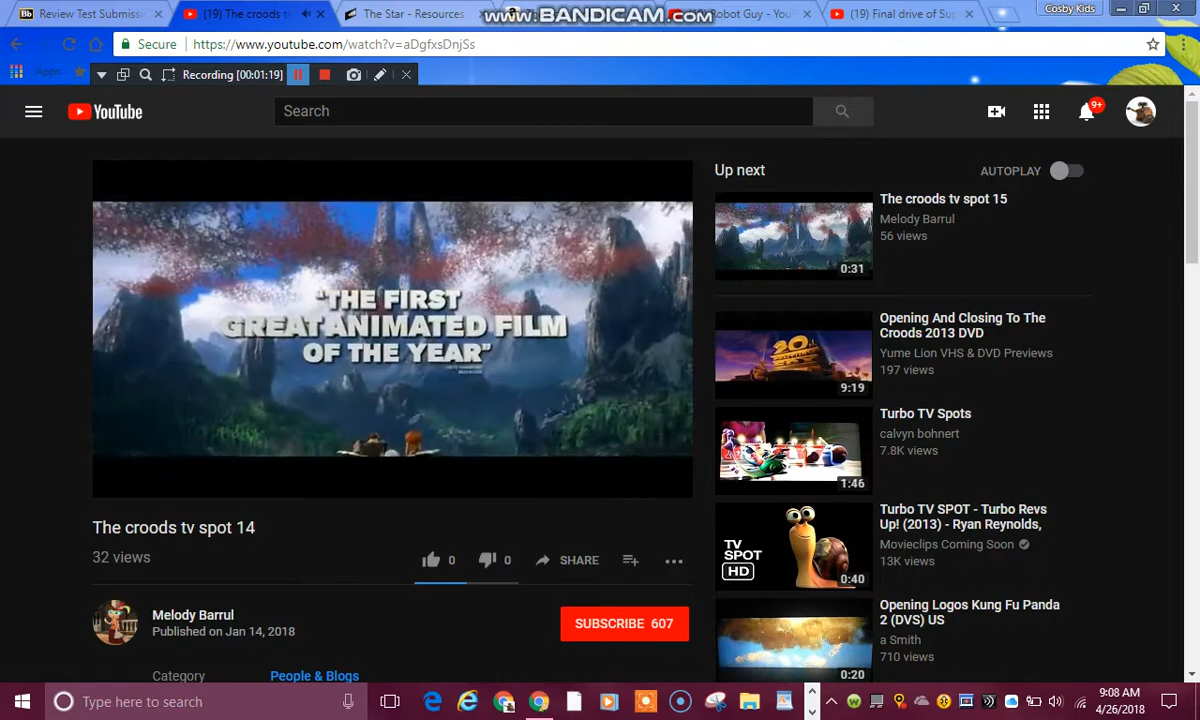 Bb Review Test Submiss
(19) The croods t
The Star - Resources
WWW.BANDICAM.COM
Robot Guy - You
(19) Final drive of Sup
Cosby Kids
Secure
https://www.youtube.com/watch?v=aDgfxsDnjSs
Apps
Recording [00:01:19]
YouTube
Search
9+
"THE FIRST
GREAT ANIMATED FILM
OF THE YEAR"
Up next
AUTOPLAY
The croods tv spot 15
Melody Barrul
56 views
0:31
Opening And Closing To The
Croods 2013 DVD
Yume Lion VHS & DVD Previews
197 views
20
9:19
Turbo TV Spots
calvyn bohnert
7.8K views
1:46
Turbo TV SPOT - Turbo Revs
Up! (2013) - Ryan Reynolds,
Movieclips Coming Soon
13K views
TV
SPOT
HD
0:40
Opening Logos Kung Fu Panda
2 (DVS) US
a Smith
710 views
0:20
The croods tv spot 14
32 views
0
0
SHARE
Melody Barrul
Published on Jan 14, 2018
SUBSCRIBE 607
Category
People & Blogs
Type here to search
9:08 AM
4/26/2018